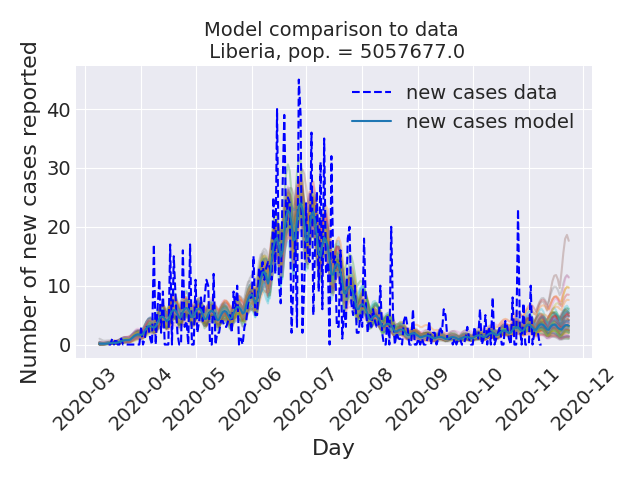 Model comparison to data
Liberia, pop. = 5057677.0
Number of new cases reported
40
30
20
10
0
new cases data
new cases model
2020-03
2020-04
2020-05
2020-06
2020-07
2020-08
2020-09
2020-10
2020-11
2020-12
Day